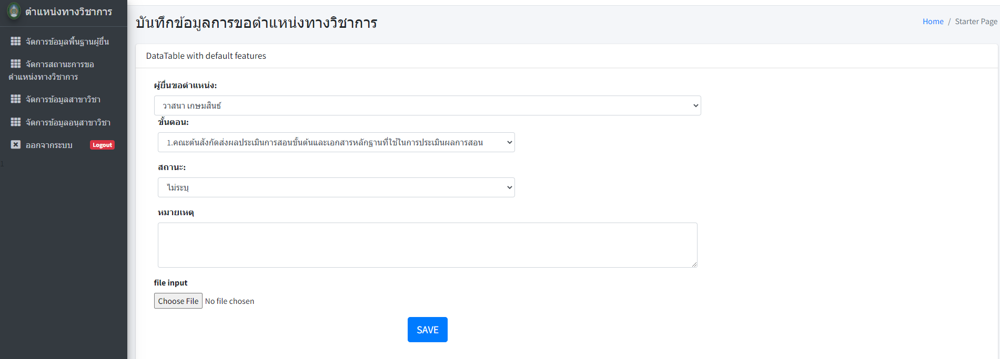 ตำแหน่งทางวิชาการ
จัดการข้อมูลพื้นฐานผู้ยื่น
จัดการสถานะการขอ
ตำแหน่งทางวิชาการ
จัดการข้อมูลสาขาวิชา
จัดการข้อมูลอนุสาขาวิชา
ออกจากระบบ Logout
1
บันทึกข้อมูลการขอตำแหน่งทางวิชาการ
Home / Starter Page
DataTable with default features
ผู้ยื่นขอตำแหน่ง:
วาสนา เกษมสินธ์
ขั้นตอน:
1.คณะต้นสังกัดส่งผลประเมินการสอนขั้นต้นและเอกสารหลักฐานที่ใช้ในการประเมินผลการสอน
สถานะ:
ไม่ระบุ
หมายเหตุ
file input
Choose File No file chosen
SAVE